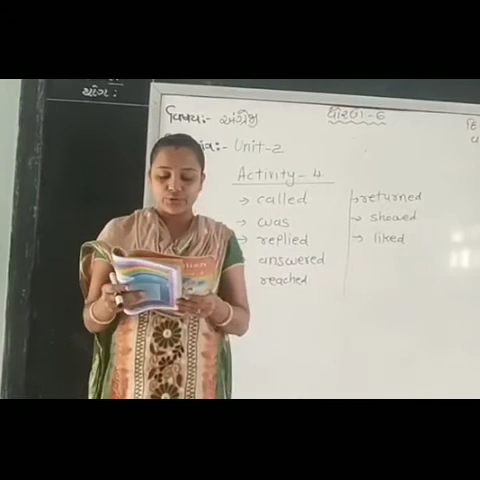 યોગ :
વિષય:- અંગ્રેજી
ધોરણ-6
:- Unit-2
Activity-4
→ called
→ was
→ replied
→ answered
reached
→ returned
→ showed
→ liked